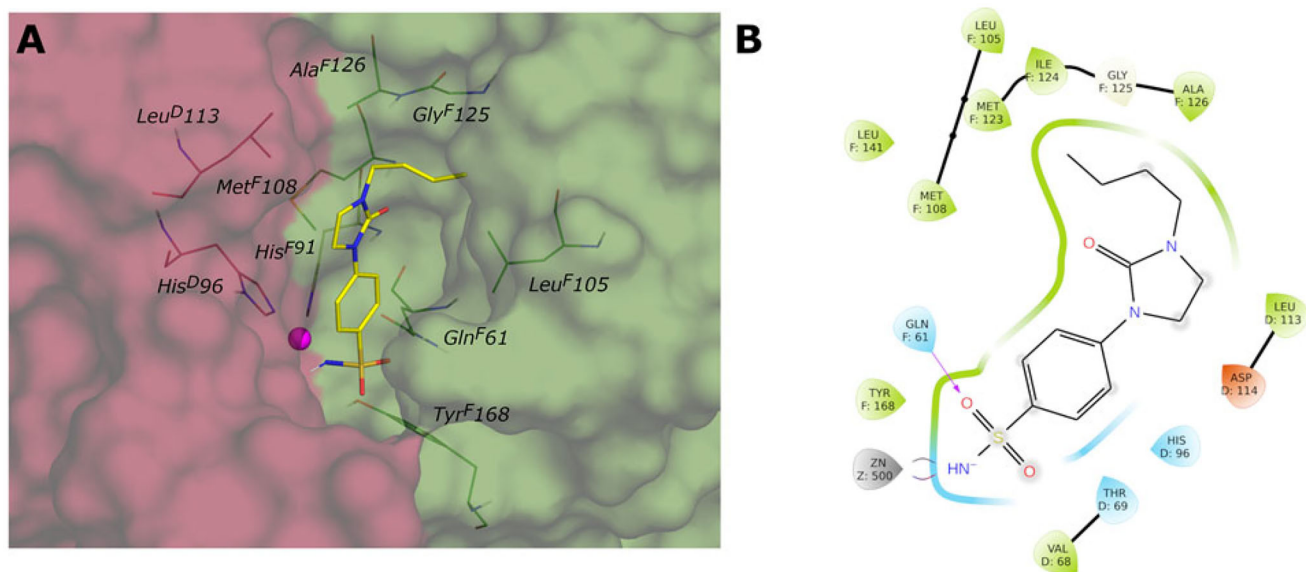 A
Ala^F126
Leu^D113
Gly^F125
Met^F108
His^F91
His^D96
Leu^F105
Gln^F61
Tyr^F168
B
LEU
F: 105
ILE
F: 124
GLY
F: 125
ALA
F: 126
MET
F: 123
LEU
F: 141
MET
F: 108
O
N
N
LEU
D: 113
GLN
F: 61
ASP
D: 114
TYR
F: 168
O
S
HIS
D: 96
ZN
Z: 500
HN⁻
O
THR
D: 69
VAL
D: 68